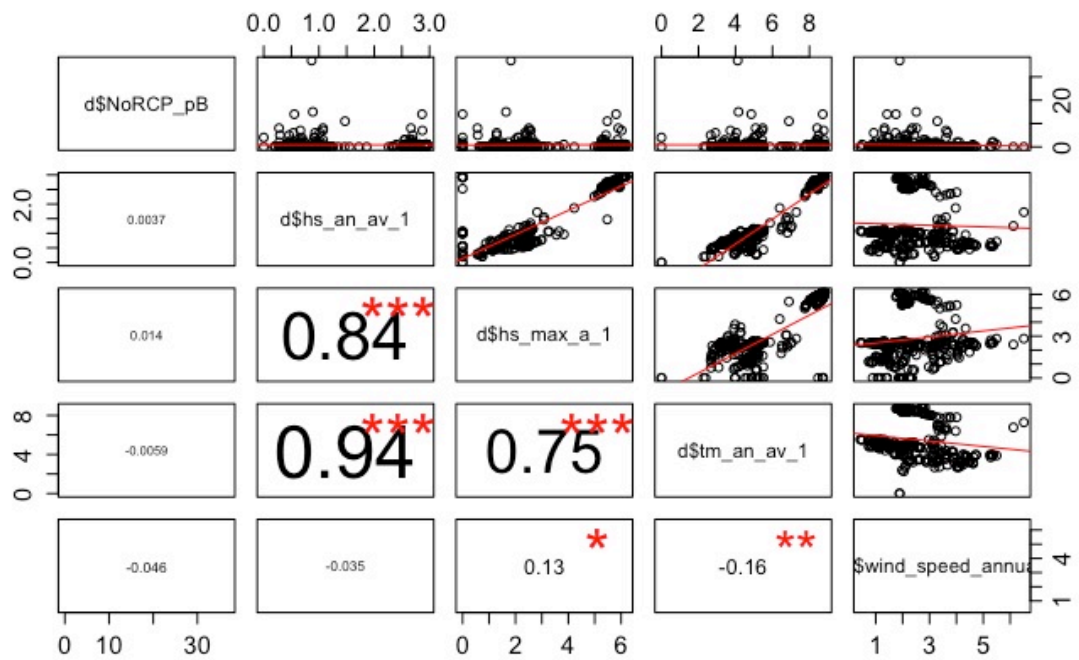 0.0 1.0 2.0 3.0 0 2 4 6 8
d$NoRCP_pB
0 20
0.0 2.0
0.0037
d$hs_an_av_1
0.014
0.84 ***
d$hs_max_a_1
0 3 6
0 4 8
-0.0059
0.94 ***
0.75 ***
d$tm_an_av_1
-0.046
-0.035
0.13 *
-0.16 **
$wind_speed_annua
1 4
0 10 30 0 2 4 6 1 3 5